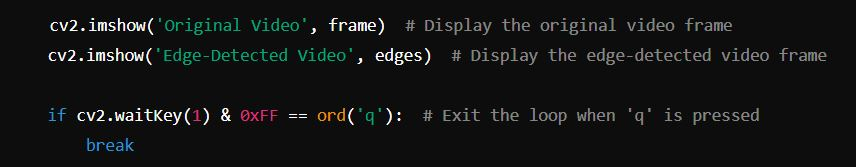 cv2.imshow('Original Video', frame)  # Display the original video frame
cv2.imshow('Edge-Detected Video', edges)  # Display the edge-detected video frame
if cv2.waitKey(1) & 0xFF == ord('q'):  # Exit the loop when 'q' is pressed
    break